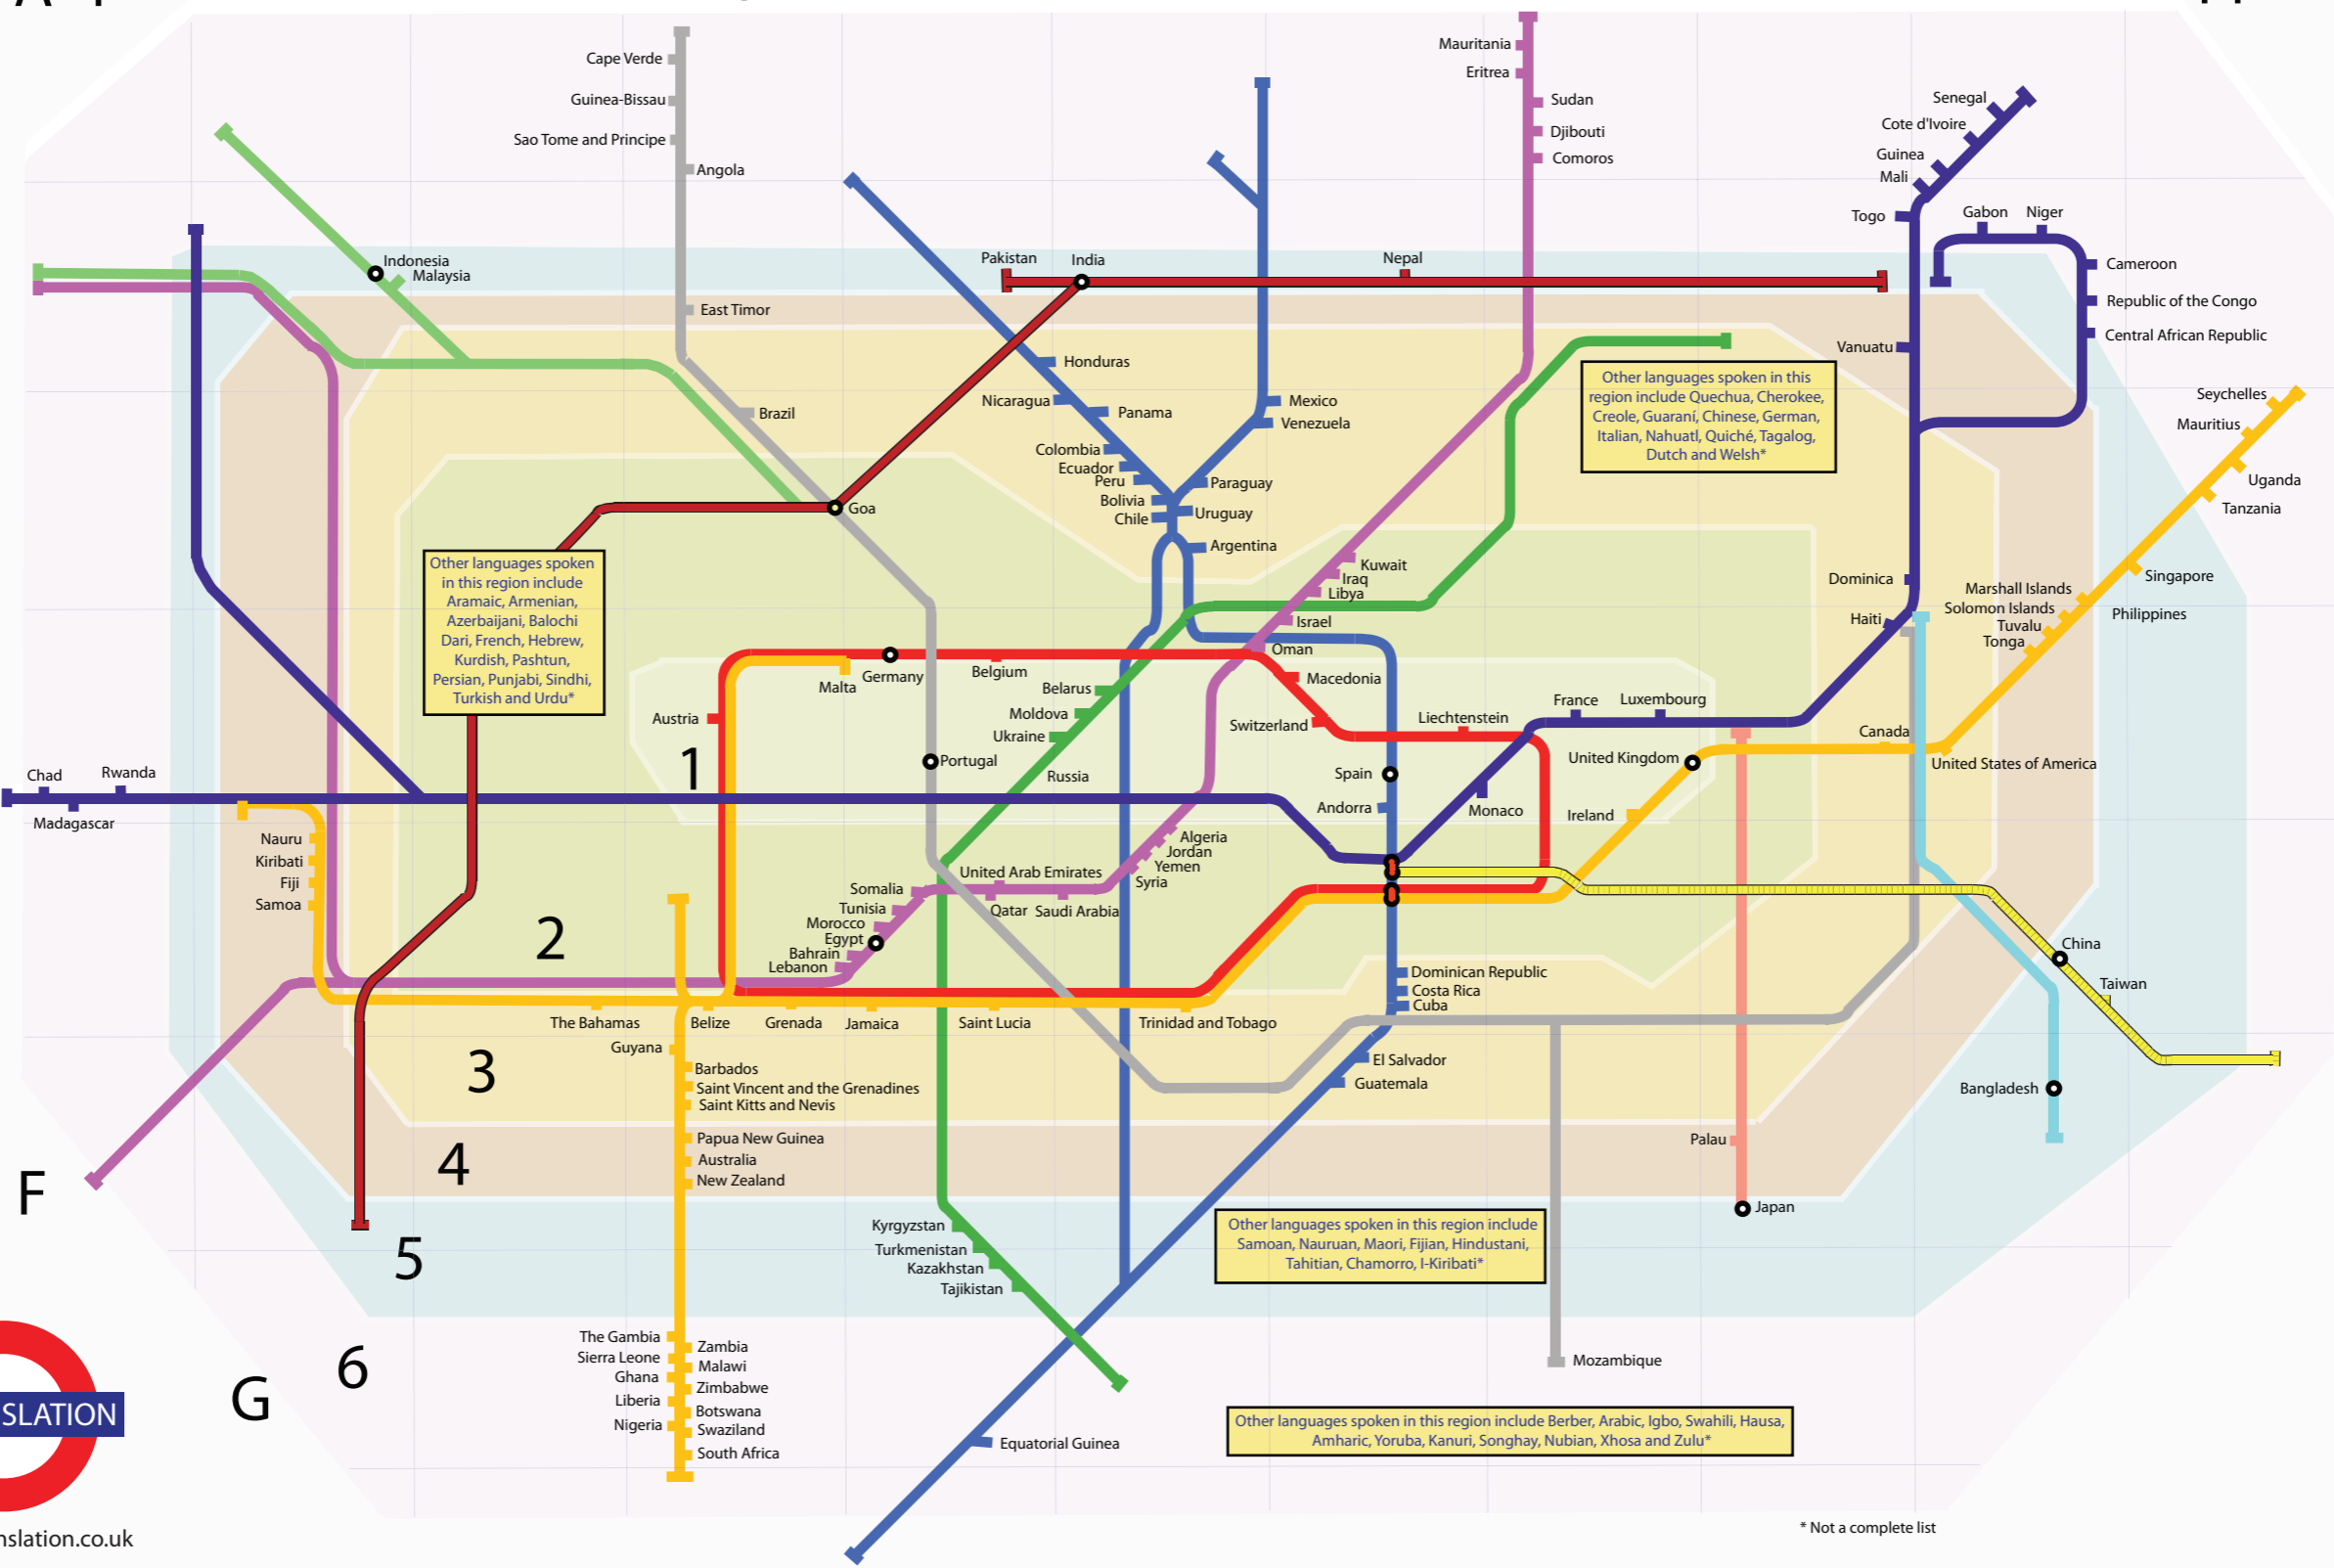 Cape Verde
Guinea-Bissau
Sao Tome and Principe
Angola
East Timor
Brazil
Goa
Portugal
Mozambique
Indonesia
Malaysia
Pakistan
India
Nepal
Mauritania
Eritrea
Sudan
Djibouti
Comoros
Senegal
Cote d'Ivoire
Guinea
Mali
Togo
Gabon
Niger
Cameroon
Republic of the Congo
Central African Republic
Vanuatu
Dominica
Haiti
Honduras
Nicaragua
Panama
Colombia
Ecuador
Peru
Bolivia
Chile
Mexico
Venezuela
Paraguay
Uruguay
Argentina
Other languages spoken in this
region include Quechua, Cherokee,
Creole, Guaraní, Chinese, German,
Italian, Nahuatl, Quiché, Tagalog,
Dutch and Welsh*
Seychelles
Mauritius
Uganda
Tanzania
Singapore
Marshall Islands
Solomon Islands
Tuvalu
Tonga
Philippines
Kuwait
Iraq
Libya
Israel
Oman
Other languages spoken
in this region include
Aramaic, Armenian,
Azerbaijani, Balochi
Dari, French, Hebrew,
Kurdish, Pashtun,
Persian, Punjabi, Sindhi,
Turkish and Urdu*
Malta
Germany
Belgium
Austria
Macedonia
Switzerland
Liechtenstein
Belarus
Moldova
Ukraine
Russia
France
Luxembourg
Monaco
United Kingdom
Ireland
Canada
United States of America
Spain
Andorra
1
Chad
Rwanda
Madagascar
Nauru
Kiribati
Fiji
Samoa
Algeria
Jordan
Yemen
Syria
United Arab Emirates
Qatar
Saudi Arabia
Somalia
Tunisia
Morocco
Egypt
Bahrain
Lebanon
2
China
Taiwan
Bangladesh
Dominican Republic
Costa Rica
Cuba
El Salvador
Guatemala
The Bahamas
Belize
Grenada
Jamaica
Saint Lucia
Trinidad and Tobago
Guyana
Barbados
Saint Vincent and the Grenadines
Saint Kitts and Nevis
3
Papua New Guinea
Australia
New Zealand
4
Palau
Japan
F
5
Kyrgyzstan
Turkmenistan
Kazakhstan
Tajikistan
Other languages spoken in this region include
Samoan, Nauruan, Maori, Fijian, Hindustani,
Tahitian, Chamorro, I-Kiribati*
The Gambia
Sierra Leone
Ghana
Liberia
Nigeria
Zambia
Malawi
Zimbabwe
Botswana
Swaziland
South Africa
6
G
SLATION
Equatorial Guinea
Other languages spoken in this region include Berber, Arabic, Igbo, Swahili, Hausa,
Amharic, Yoruba, Kanuri, Songhay, Nubian, Xhosa and Zulu*
nslation.co.uk
* Not a complete list